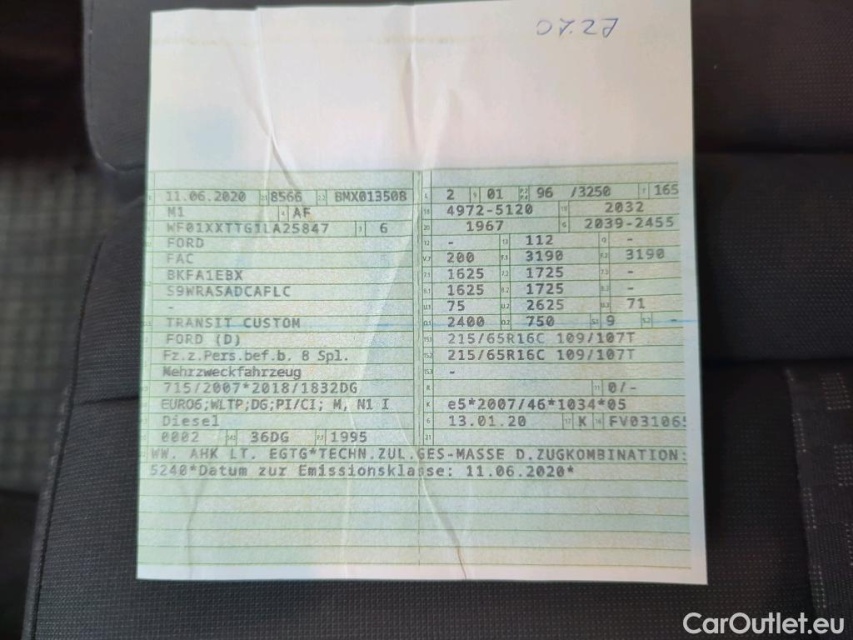 07.27
11.06.2020 8566 BMX013508
M1 AF
WF01XXTTG1LA25847 6
FORD
FAC
BKFA1EBX
S9WRASADCAFLC
-
TRANSIT CUSTOM
FORD (D)
Fz.z.Pers.bef.b. 8 Spl.
Mehrzweckfahrzeug
715/2007*2018/1832DG
EURO6;WLTP;DG;PI/CI; M, N1 I
Diesel
0002 36DG 1995
2 01 96 /3250 165
4972-5120 2032
1967 2039-2455
- 112 -
200 3190 3190
1625 1725 -
1625 1725 -
75 2625 71
2400 750 9 -
215/65R16C 109/107T
215/65R16C 109/107T
-
0/-
e5*2007/46*1034*05
13.01.20 K FV03106
WW. AHK LT. EGTG*TECHN.ZUL.GES-MASSE D.ZUGKOMBINATION:
5240*Datum zur Emissionsklasse: 11.06.2020*
CarOutlet.eu